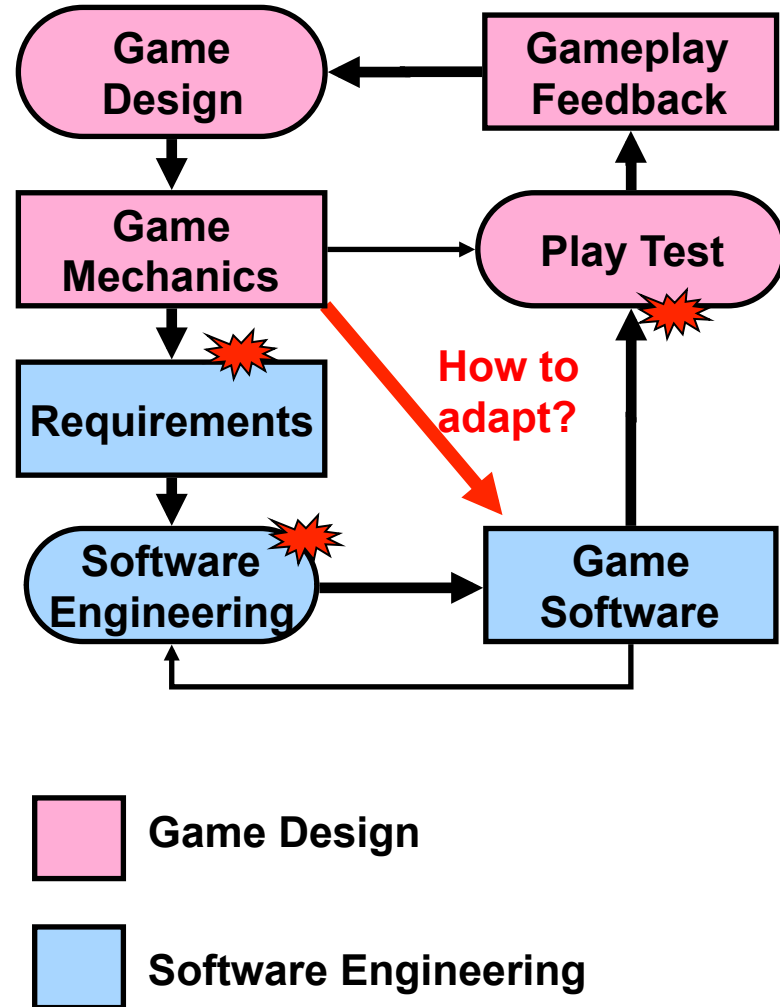 Game
Design
Gameplay
Feedback
Game
Mechanics
Play Test
How to
adapt?
Requirements
Software
Engineering
Game
Software
Game Design
Software Engineering